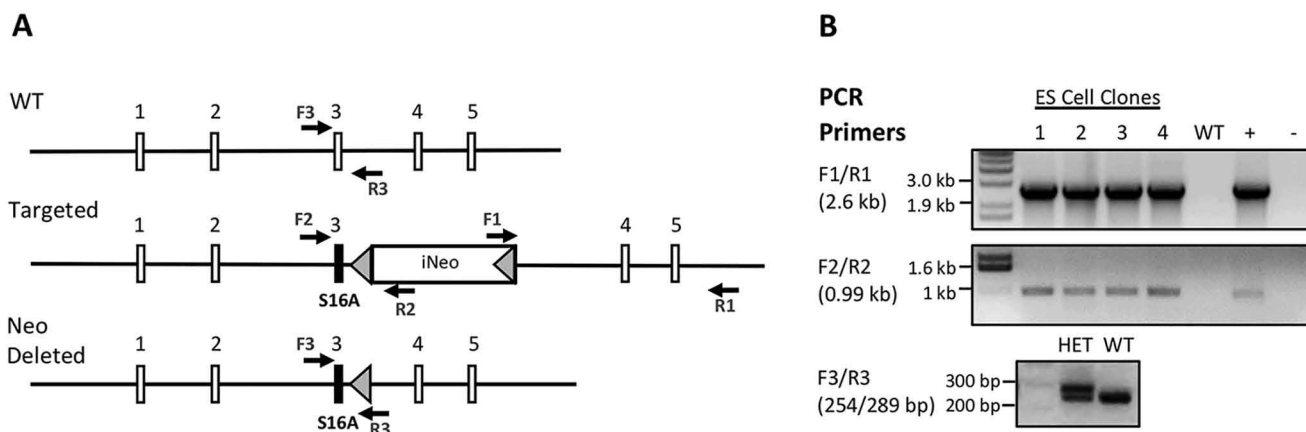 A
WT
1 2 F3 3 4 5
R3
Targeted
1 2 F2 3 F1 4 5
iNeo
S16A R2 R1
Neo
Deleted
1 2 F3 3 4 5
S16A R3
B
PCR
Primers
ES Cell Clones
1 2 3 4 WT + -
F1/R1
(2.6 kb)
3.0 kb
1.9 kb
F2/R2
(0.99 kb)
1.6 kb
1 kb
HET WT
F3/R3
(254/289 bp)
300 bp
200 bp